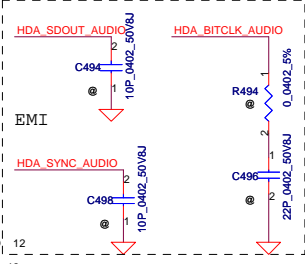 HDA_SDOUT_AUDIO
HDA_BITCLK_AUDIO
2
C494
1
@
10P_0402_50V8J
1
R494
@
2
0_0402_5%
EMI
HDA_SYNC_AUDIO
2
C498
1
@
10P_0402_50V8J
1
C496
2
@
22P_0402_50V8J
12